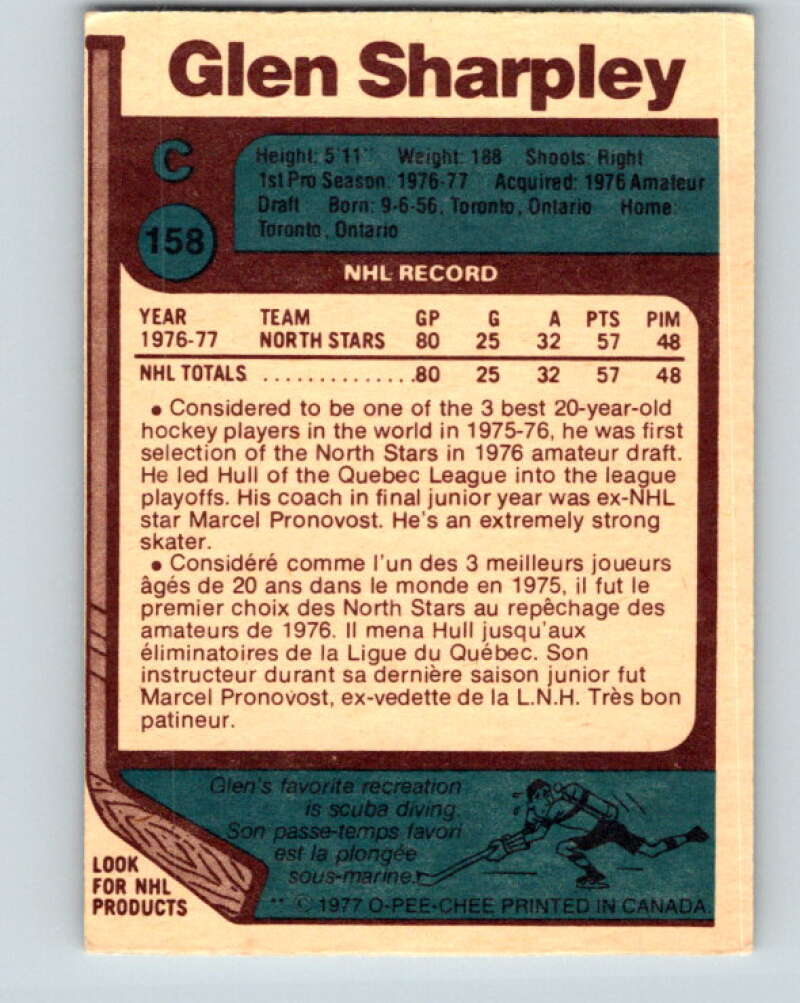 Glen Sharpley
C
158
Height: 5'11" Weight: 188 Shoots: Right
1st Pro Season: 1976-77 Acquired: 1976 Amateur
Draft Born: 9-6-56, Toronto, Ontario Home:
Toronto, Ontario
NHL RECORD
YEAR TEAM GP G A PTS PIM
1976-77 NORTH STARS 80 25 32 57 48
NHL TOTALS ..............80 25 32 57 48
• Considered to be one of the 3 best 20-year-old
hockey players in the world in 1975-76, he was first
selection of the North Stars in 1976 amateur draft.
He led Hull of the Quebec League into the league
playoffs. His coach in final junior year was ex-NHL
star Marcel Pronovost. He's an extremely strong
skater.
• Considéré comme l'un des 3 meilleurs joueurs
âgés de 20 ans dans le monde en 1975, il fut le
premier choix des North Stars au repêchage des
amateurs de 1976. Il mena Hull jusqu'aux
éliminatoires de la Ligue du Québec. Son
instructeur durant sa dernière saison junior fut
Marcel Pronovost, ex-vedette de la L.N.H. Très bon
patineur.
Glen's favorite recreation
is scuba diving.
Son passe-temps favori
est la plongée
sous-marine.
LOOK
FOR NHL
PRODUCTS
** © 1977 O-PEE-CHEE PRINTED IN CANADA